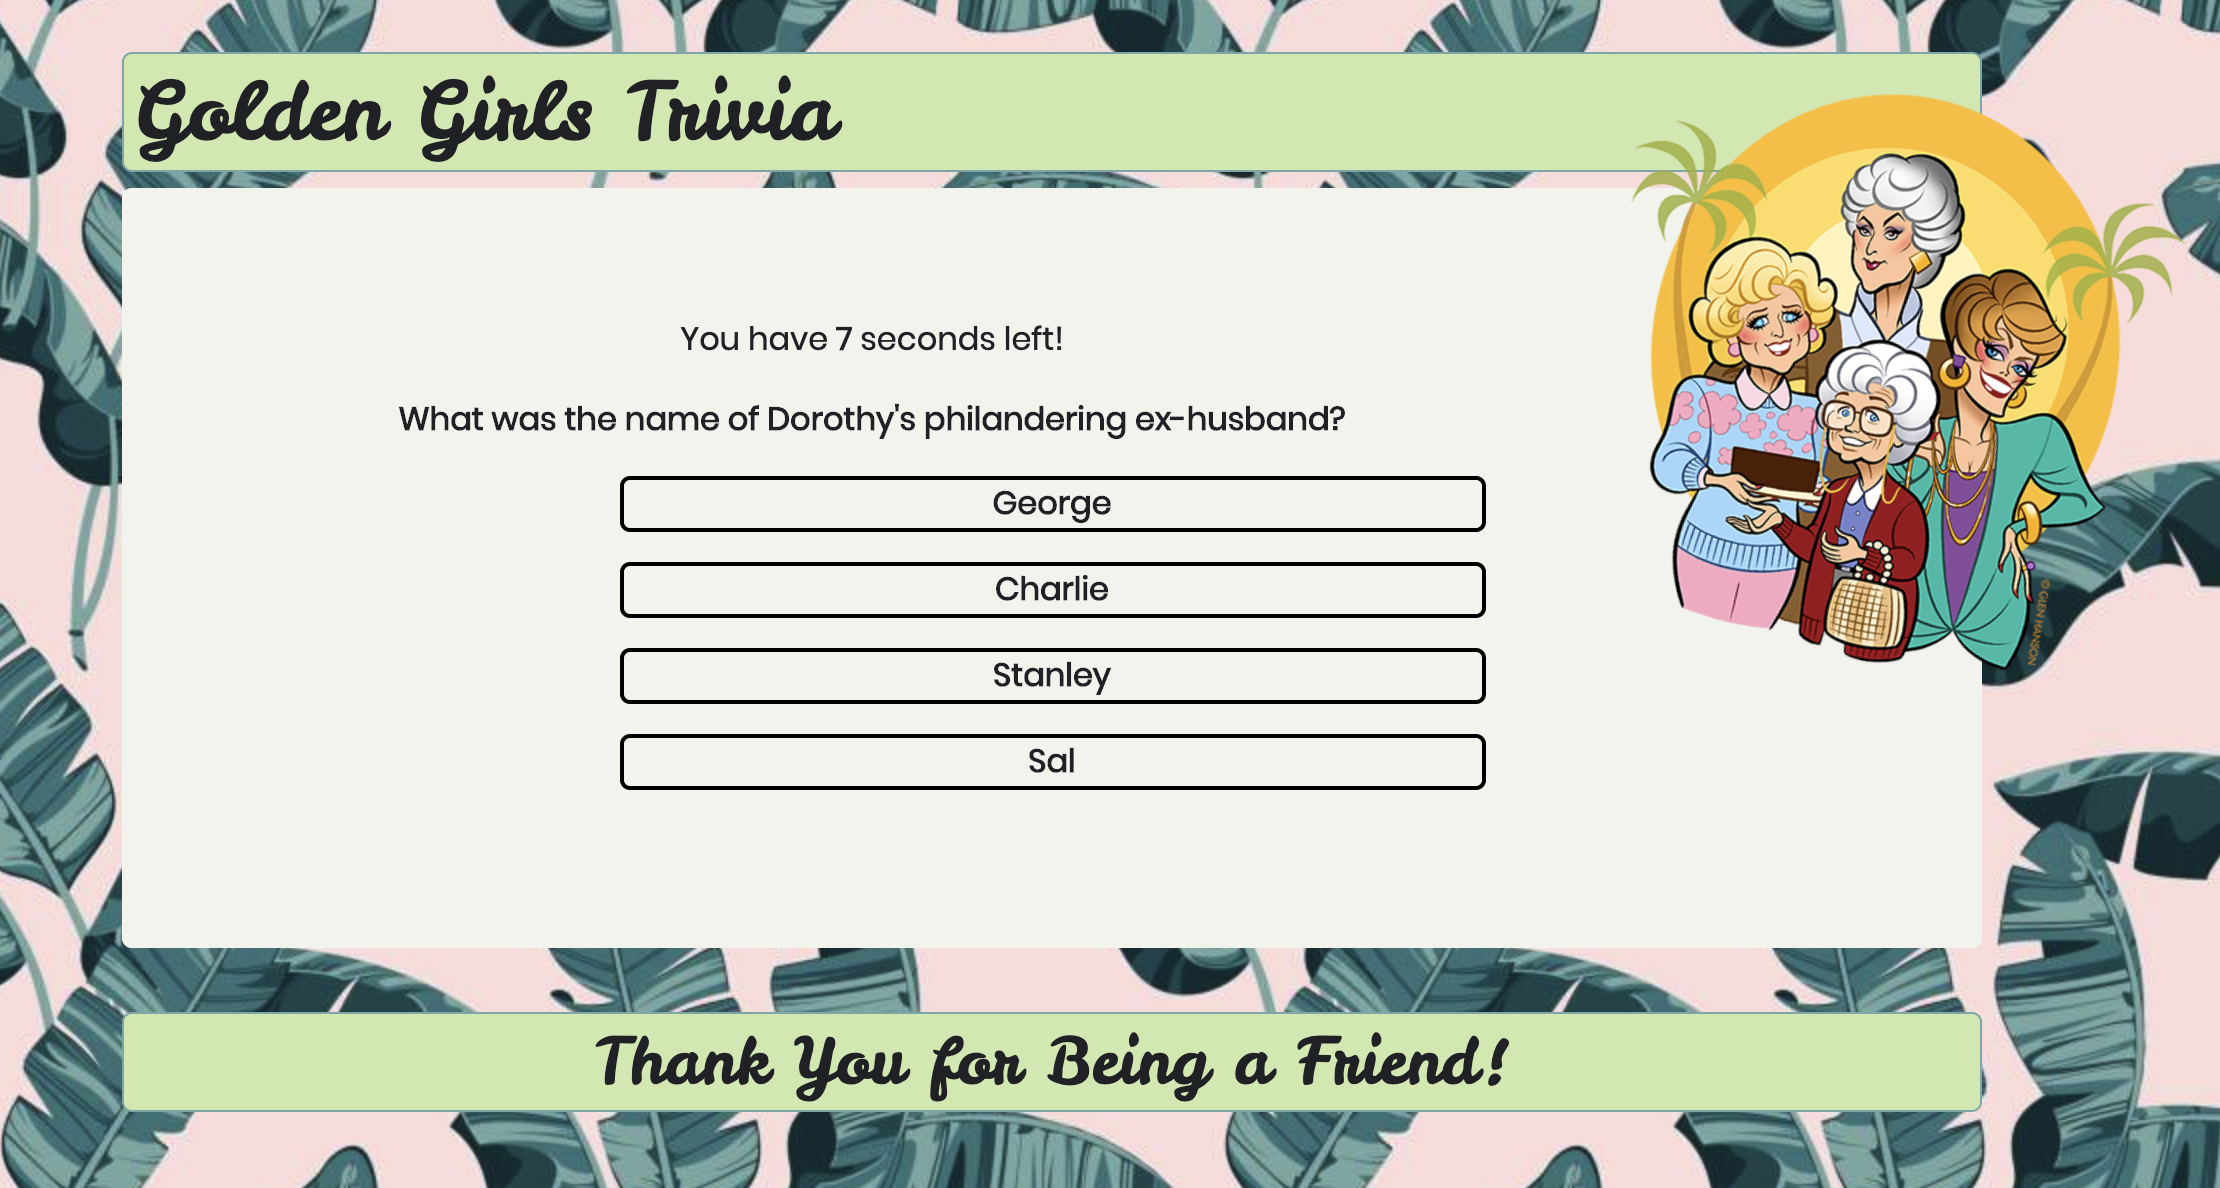 Golden Girls Trivia
You have 7 seconds left!
What was the name of Dorothy's philandering ex-husband?
George
Charlie
Stanley
Sal
© GLEN HANSON
Thank You for Being a Friend!